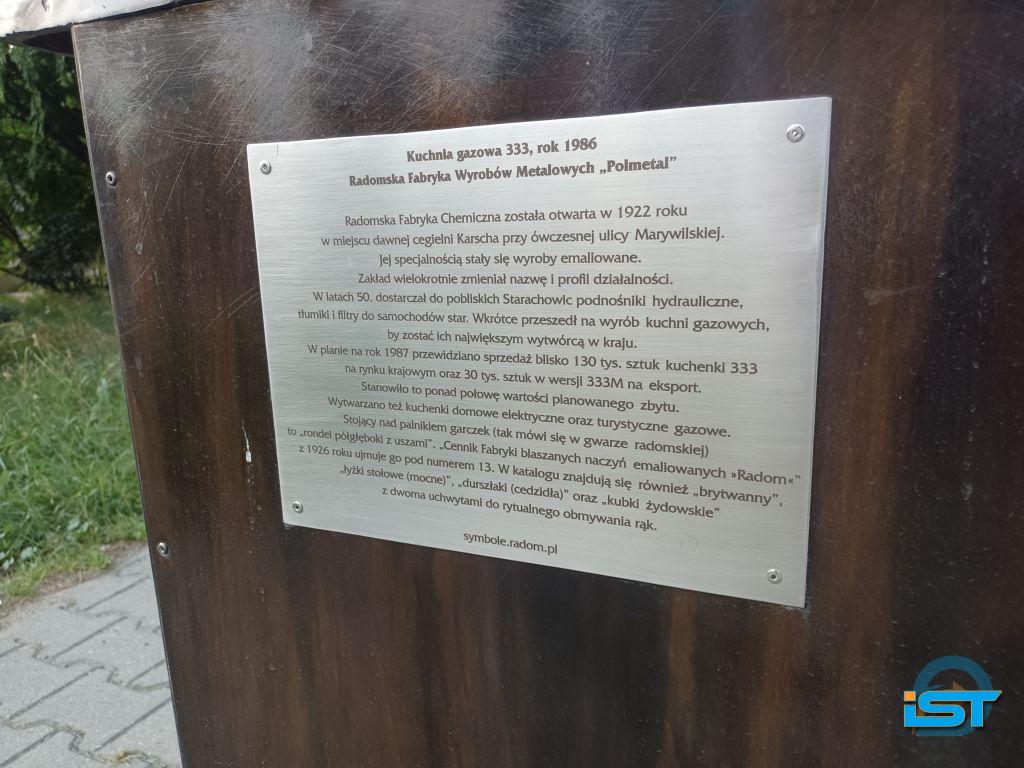 Kuchnia gazowa 333, rok 1986
Radomska Fabryka Wyrobów Metalowych „Polmetal”
Radomska Fabryka Chemiczna została otwarta w 1922 roku
w miejscu dawnej cegielni Karscha przy ówczesnej ulicy Marywilskiej.
Jej specjalnością stały się wyroby emaliowane.
Zakład wielokrotnie zmieniał nazwę i profil działalności.
W latach 50. dostarczał do pobliskich Starachowic podnośniki hydrauliczne,
tłumiki i filtry do samochodów star. Wkrótce przeszedł na wyrób kuchni gazowych,
by zostać ich największym wytwórcą w kraju.
W planie na rok 1987 przewidziano sprzedaż blisko 130 tys. sztuk kuchenki 333
na rynku krajowym oraz 30 tys. sztuk w wersji 333M na eksport.
Stanowiło to ponad połowę wartości planowanego zbytu.
Wytwarzano też kuchenki domowe elektryczne oraz turystyczne gazowe.
Stojący nad palnikiem garczek (tak mówi się w gwarze radomskiej)
to „rondel półgłęboki z uszami”. „Cennik Fabryki blaszanych naczyń emaliowanych »Radom«”
z 1926 roku ujmuje go pod numerem 13. W katalogu znajdują się również „brytwanny”,
„łyżki stołowe (mocne)”, „durszlaki (cedzidła)” oraz „kubki żydowskie”
z dwoma uchwytami do rytualnego obmywania rąk.
symbole.radom.pl
iST